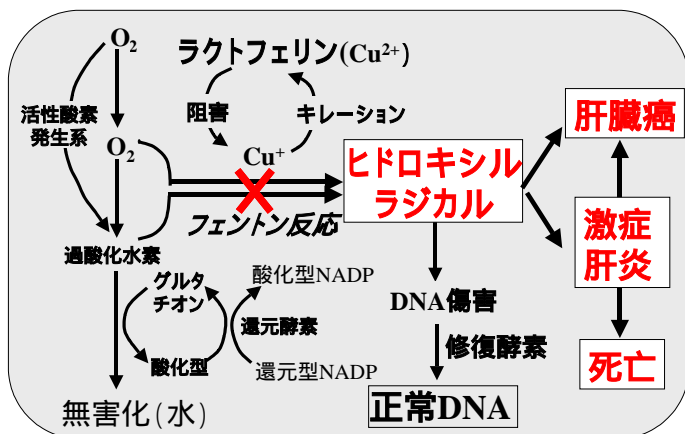 O₂
ラクトフェリン(Cu²⁺)
活性酸素
発生系
阻害
キレーション
O₂
Cu⁺
ヒドロキシル
ラジカル
肝臓癌
フェントン反応
激症
肝炎
過酸化水素
グルタ
チオン
酸化型NADP
還元酵素
酸化型
還元型NADP
DNA傷害
修復酵素
死亡
無害化(水)
正常DNA